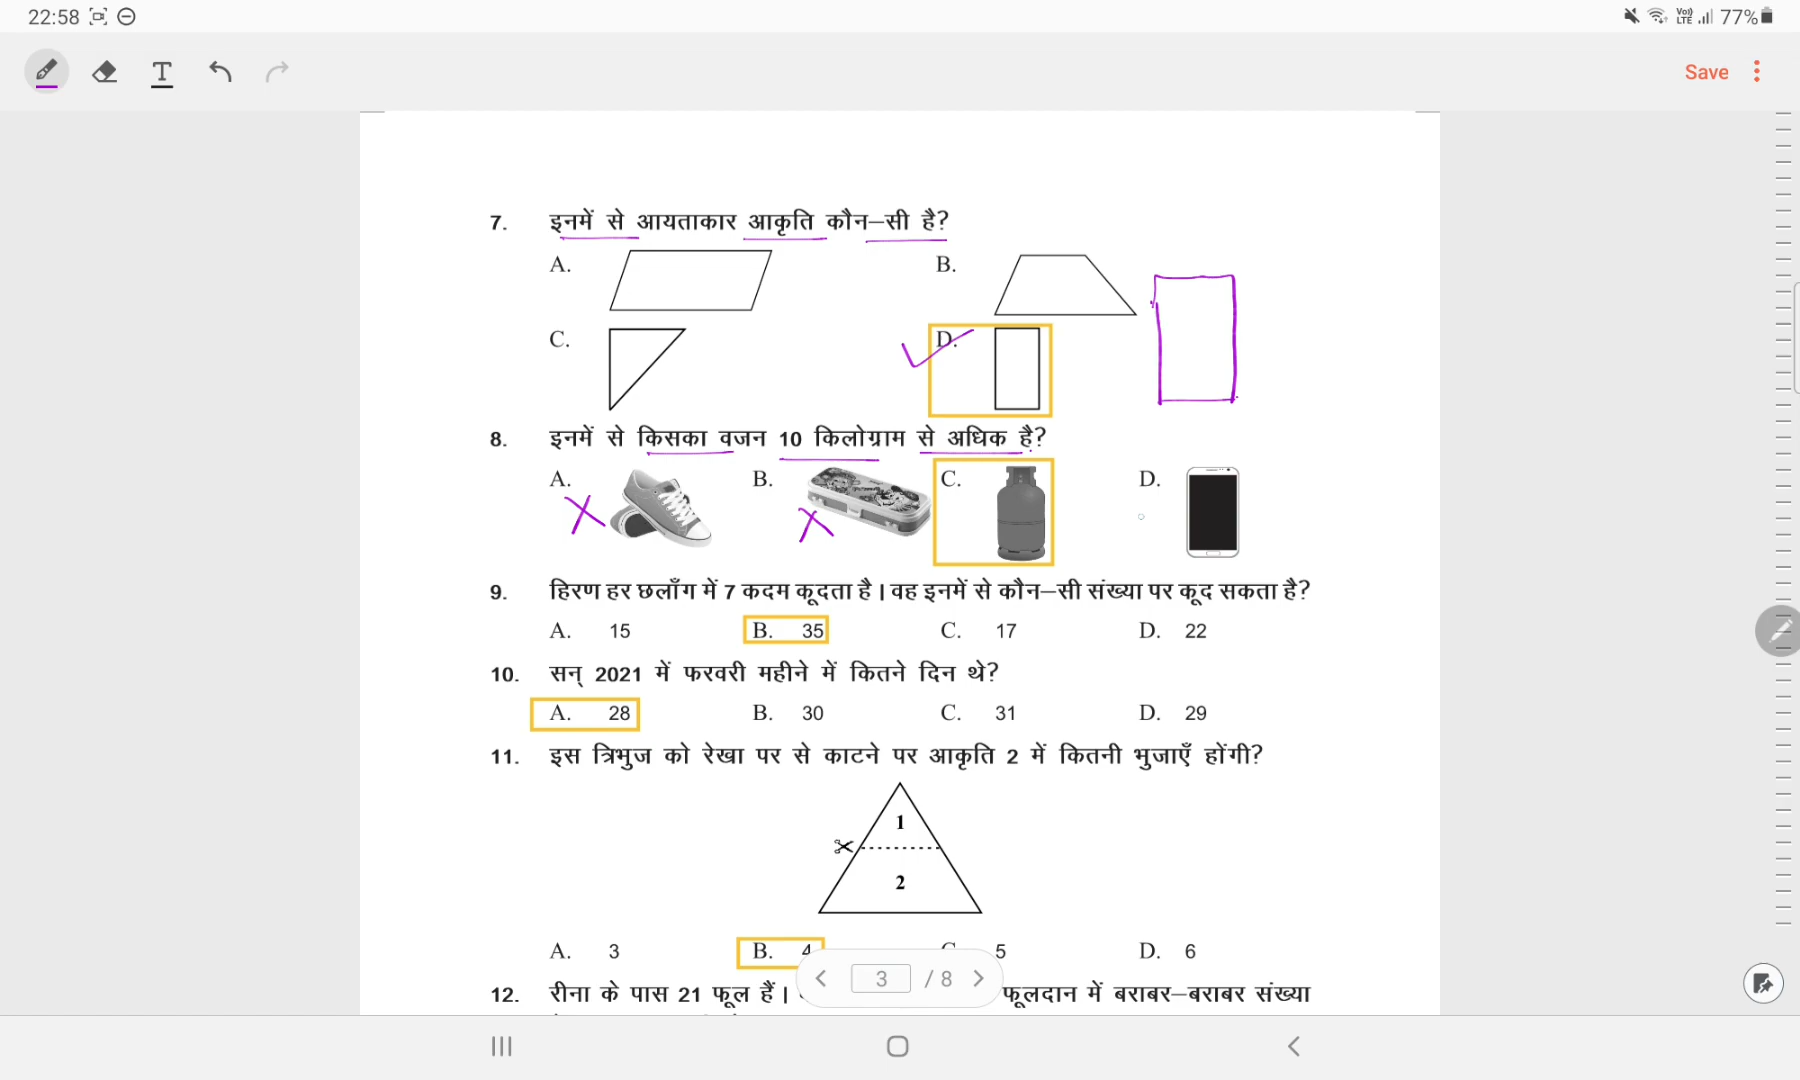 22:58 Vo)) LTE 77%
Save
7. इनमें से आयताकार आकृति कौन–सी है?
A. B.
C. D.
8. इनमें से किसका वजन 10 किलोग्राम से अधिक है?
A. B. C. D.
9. हिरण हर छलाँग में 7 कदम कूदता है। वह इनमें से कौन–सी संख्या पर कूद सकता है?
A. 15 B. 35 C. 17 D. 22
10. सन् 2021 में फरवरी महीने में कितने दिन थे?
A. 28 B. 30 C. 31 D. 29
11. इस त्रिभुज को रेखा पर से काटने पर आकृति 2 में कितनी भुजाएँ होंगी?
1
2
A. 3 B. 4 5 D. 6
3 / 8
12. रीना के पास 21 फूल हैं। फूलदान में बराबर–बराबर संख्या